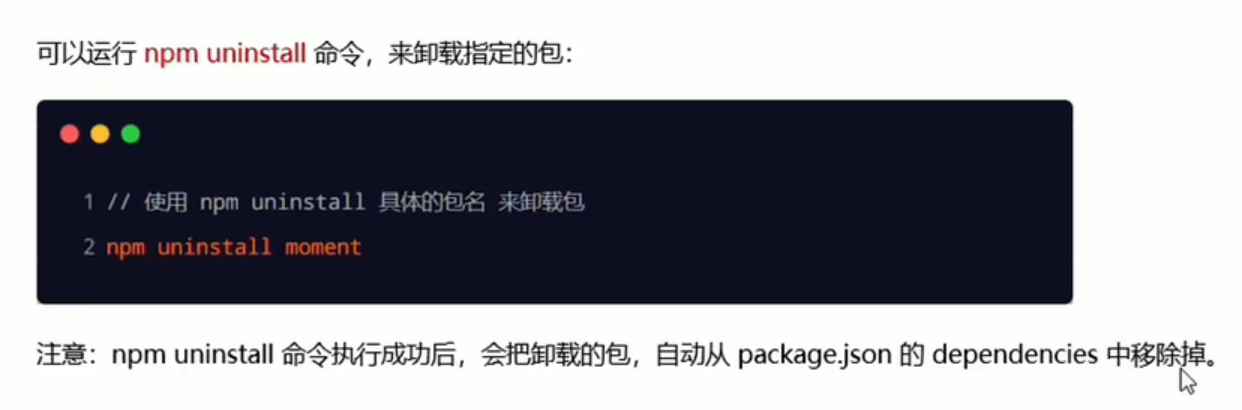 可以运行 npm uninstall 命令，来卸载指定的包：
1 // 使用 npm uninstall 具体的包名 来卸载包
2 npm uninstall moment
注意：npm uninstall 命令执行成功后，会把卸载的包，自动从 package.json 的 dependencies 中移除掉。